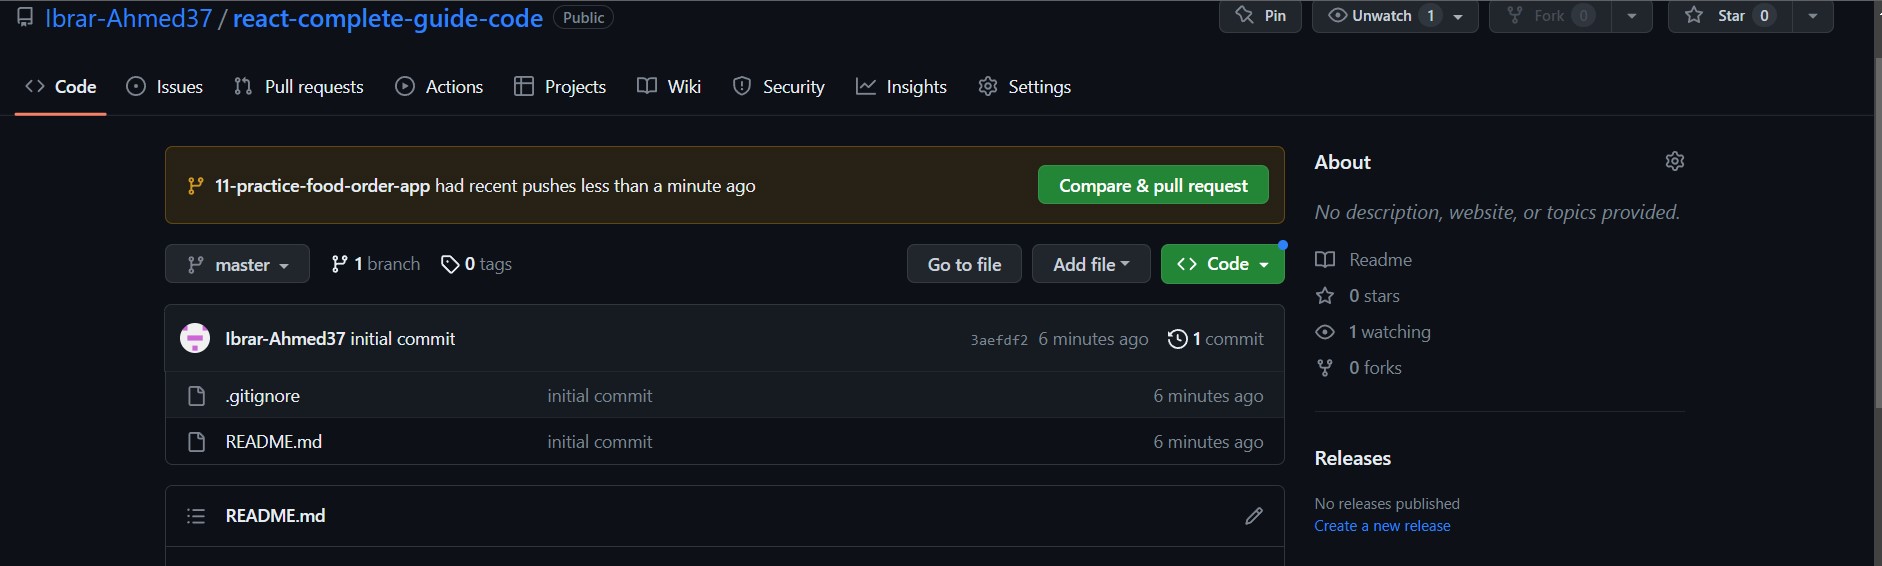 Ibrar-Ahmed37 / react-complete-guide-code Public
Pin Unwatch 1 Fork 0 Star 0
Code Issues Pull requests Actions Projects Wiki Security Insights Settings
11-practice-food-order-app had recent pushes less than a minute ago Compare & pull request
master 1 branch 0 tags Go to file Add file Code
Ibrar-Ahmed37 initial commit 3aefdf2 6 minutes ago 1 commit
.gitignore initial commit 6 minutes ago
README.md initial commit 6 minutes ago
README.md
About
No description, website, or topics provided.
Readme
0 stars
1 watching
0 forks
Releases
No releases published
Create a new release